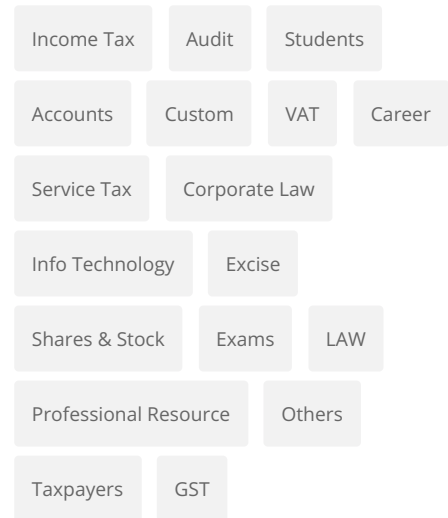 Income Tax Audit Students
Accounts Custom VAT Career
Service Tax Corporate Law
Info Technology Excise
Shares & Stock Exams LAW
Professional Resource Others
Taxpayers GST